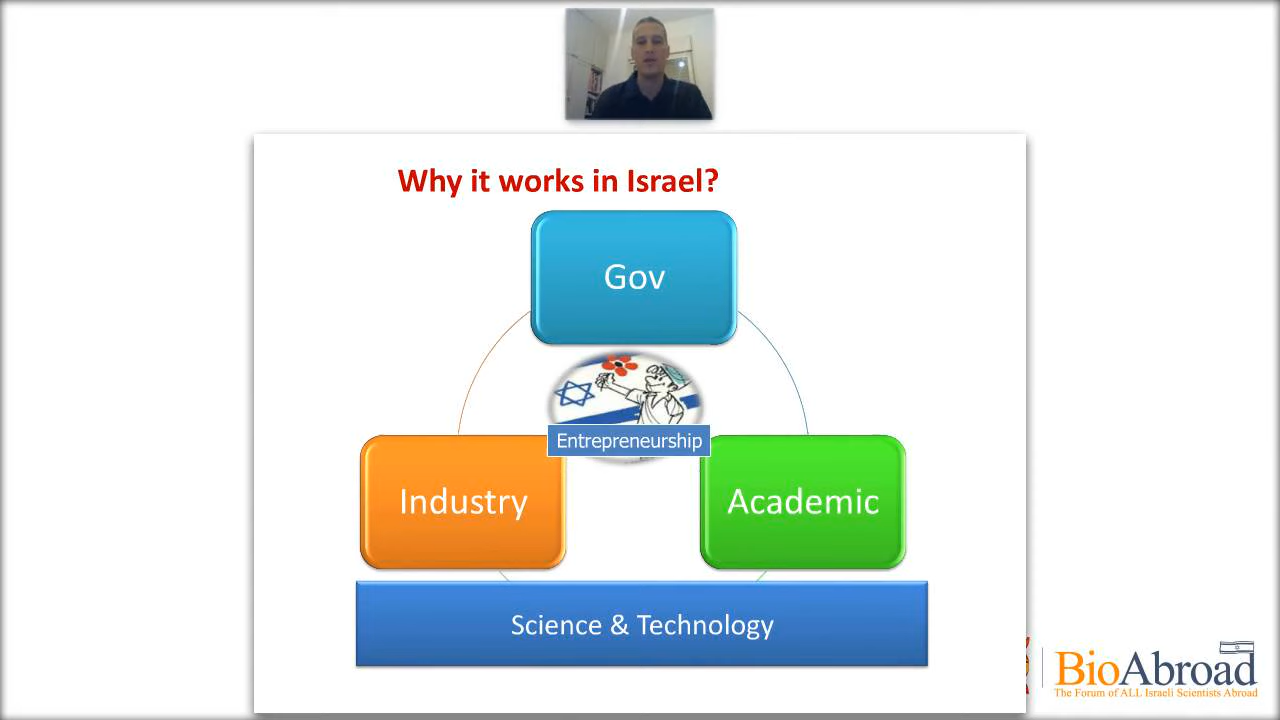 Why it works in Israel?
Gov
Entrepreneurship
Industry
Academic
Science & Technology
BioAbroad
The Forum of ALL Israeli Scientists Abroad